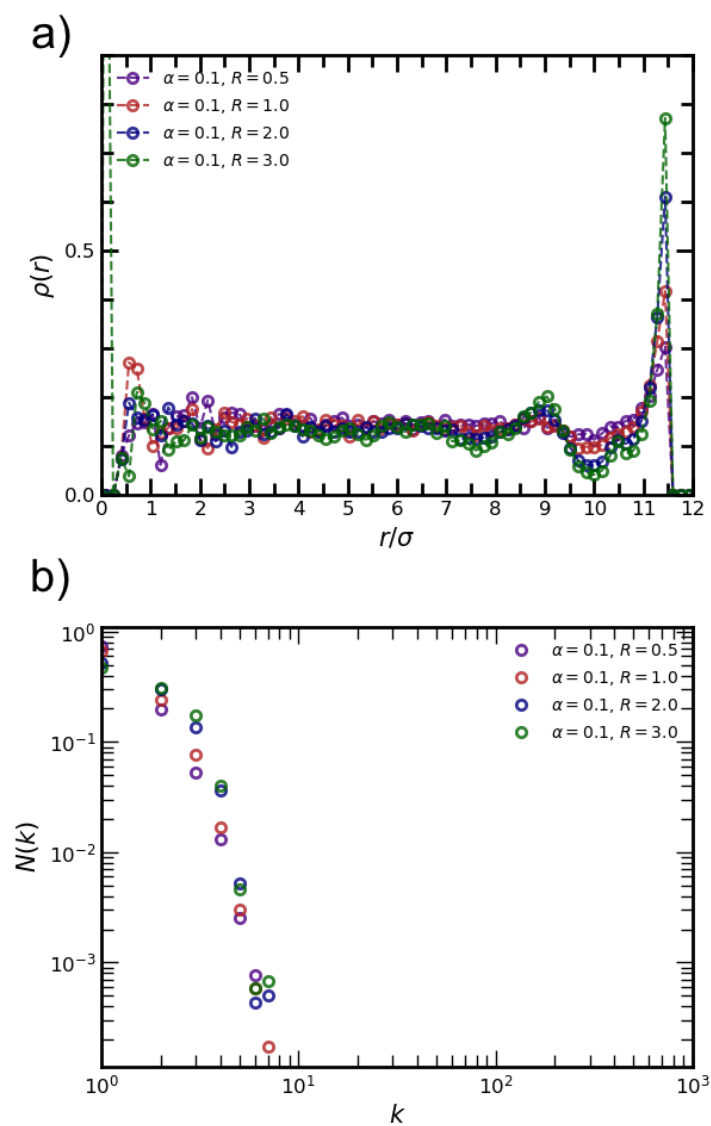 a)
α = 0.1, R = 0.5
α = 0.1, R = 1.0
α = 0.1, R = 2.0
α = 0.1, R = 3.0
0.5
0.0
ρ(r)
0 1 2 3 4 5 6 7 8 9 10 11 12
r/σ
b)
α = 0.1, R = 0.5
α = 0.1, R = 1.0
α = 0.1, R = 2.0
α = 0.1, R = 3.0
10⁰
10⁻¹
10⁻²
10⁻³
N(k)
10⁰ 10¹ 10² 10³
k